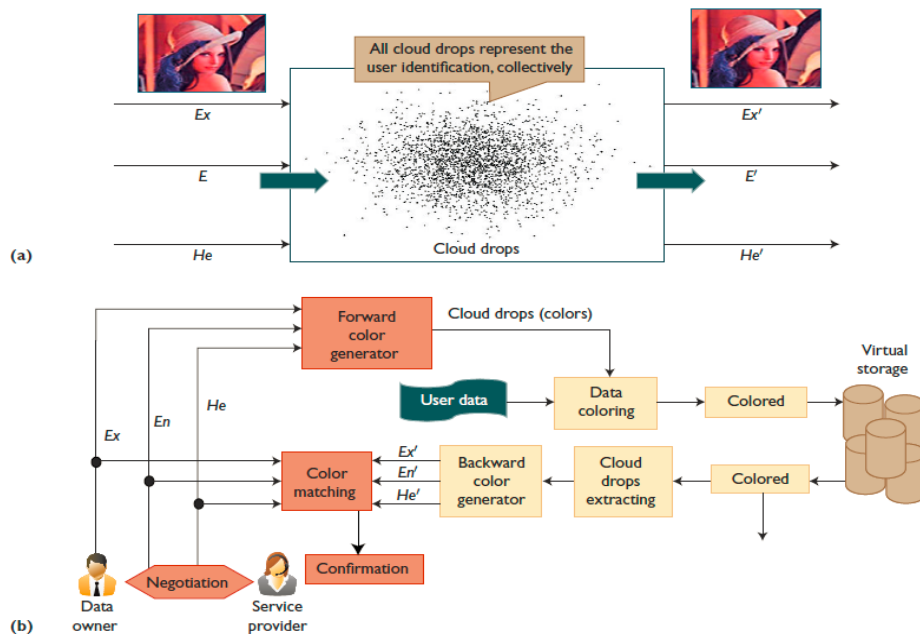 All cloud drops represent the
user identification, collectively
Ex
Ex′
E
E′
He
He′
Cloud drops
(a)
Forward
color
generator
Cloud drops (colors)
Virtual
storage
User data
Data
coloring
Colored
Ex
En
He
Color
matching
Ex′
En′
He′
Backward
color
generator
Cloud
drops
extracting
Colored
Negotiation
Confirmation
Data
owner
Service
provider
(b)